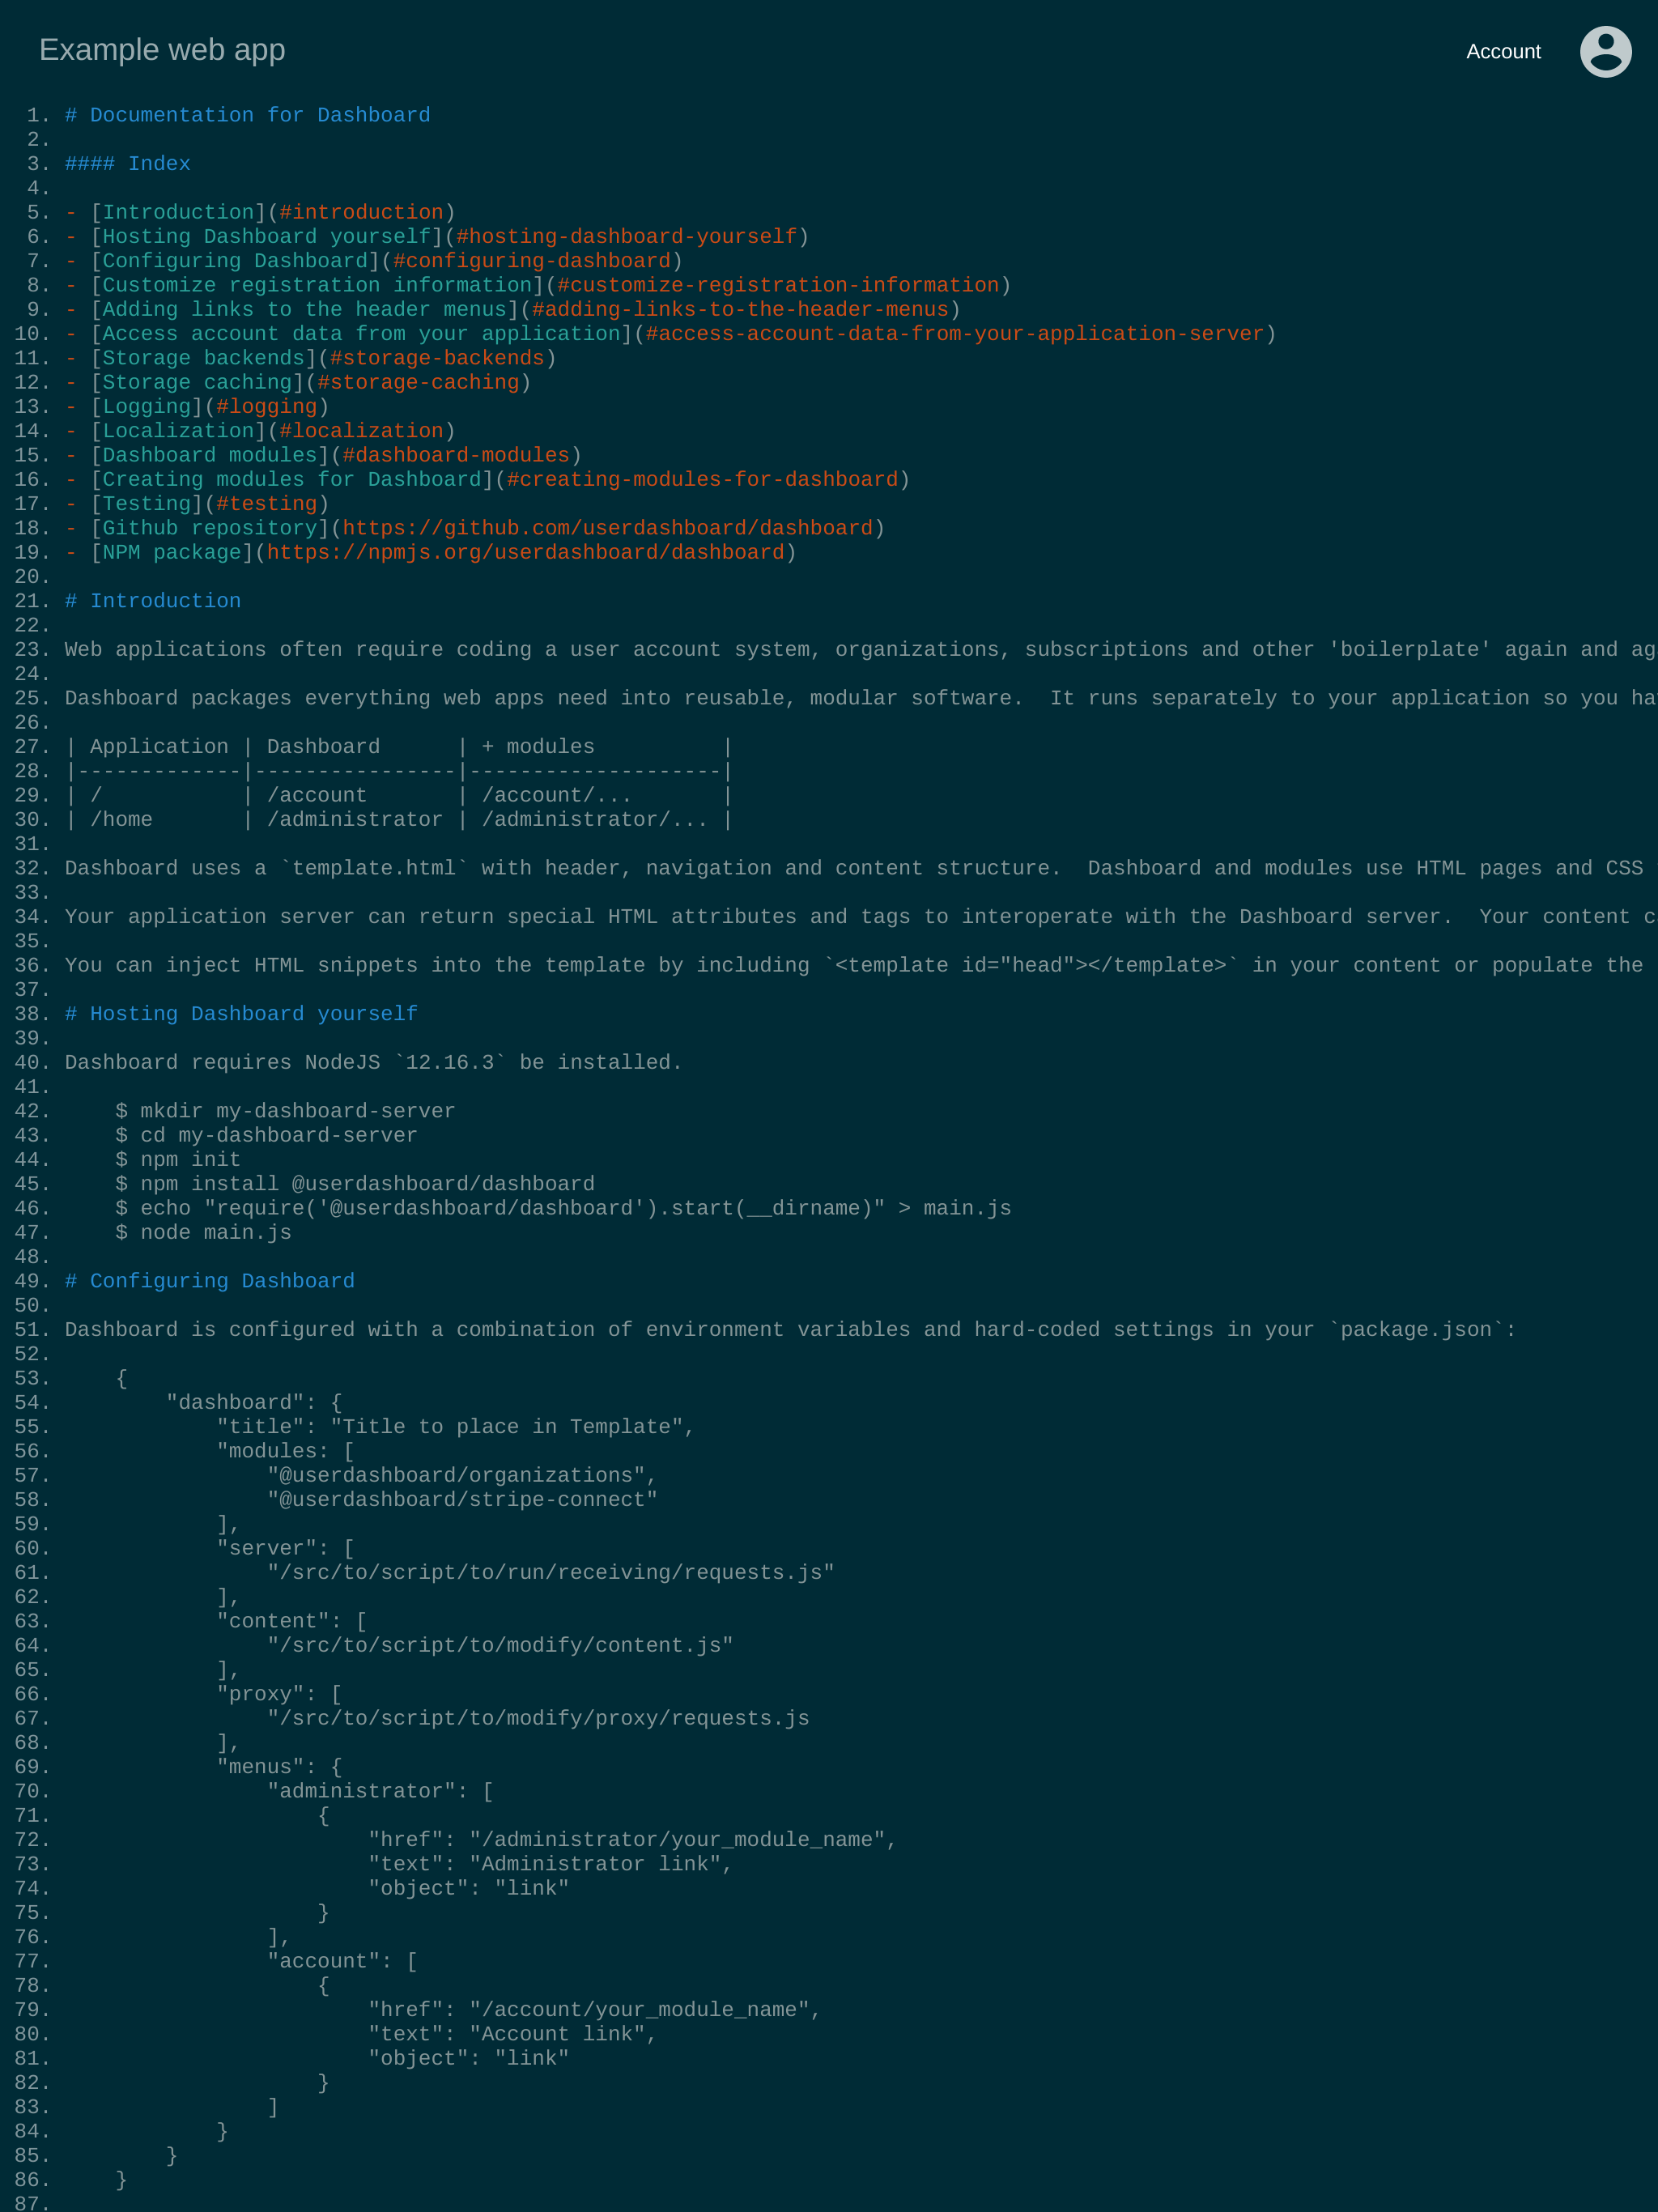 Example web app
Account
1. # Documentation for Dashboard
2.
3. #### Index
4.
5. - [Introduction](#introduction)
6. - [Hosting Dashboard yourself](#hosting-dashboard-yourself)
7. - [Configuring Dashboard](#configuring-dashboard)
8. - [Customize registration information](#customize-registration-information)
9. - [Adding links to the header menus](#adding-links-to-the-header-menus)
10. - [Access account data from your application](#access-account-data-from-your-application-server)
11. - [Storage backends](#storage-backends)
12. - [Storage caching](#storage-caching)
13. - [Logging](#logging)
14. - [Localization](#localization)
15. - [Dashboard modules](#dashboard-modules)
16. - [Creating modules for Dashboard](#creating-modules-for-dashboard)
17. - [Testing](#testing)
18. - [Github repository](https://github.com/userdashboard/dashboard)
19. - [NPM package](https://npmjs.org/userdashboard/dashboard)
20.
21. # Introduction
22.
23. Web applications often require coding a user account system, organizations, subscriptions and other 'boilerplate' again and
24.
25. Dashboard packages everything web apps need into reusable, modular software.  It runs separately to your application so you
26.
27. | Application | Dashboard      | + modules          |
28. |-------------|----------------|--------------------|
29. | /           | /account       | /account/...       |
30. | /home       | /administrator | /administrator/... |
31.
32. Dashboard uses a `template.html` with header, navigation and content structure.  Dashboard and modules use HTML pages and CSS
33.
34. Your application server can return special HTML attributes and tags to interoperate with the Dashboard server.  Your content
35.
36. You can inject HTML snippets into the template by including `<template id="head"></template>` in your content or populate the
37.
38. # Hosting Dashboard yourself
39.
40. Dashboard requires NodeJS `12.16.3` be installed.
41.
42.     $ mkdir my-dashboard-server
43.     $ cd my-dashboard-server
44.     $ npm init
45.     $ npm install @userdashboard/dashboard
46.     $ echo "require('@userdashboard/dashboard').start(__dirname)" > main.js
47.     $ node main.js
48.
49. # Configuring Dashboard
50.
51. Dashboard is configured with a combination of environment variables and hard-coded settings in your `package.json`:
52.
53.     {
54.         "dashboard": {
55.             "title": "Title to place in Template",
56.             "modules: [
57.                 "@userdashboard/organizations",
58.                 "@userdashboard/stripe-connect"
59.             ],
60.             "server": [
61.                 "/src/to/script/to/run/receiving/requests.js"
62.             ],
63.             "content": [
64.                 "/src/to/script/to/modify/content.js"
65.             ],
66.             "proxy": [
67.                 "/src/to/script/to/modify/proxy/requests.js
68.             ],
69.             "menus": {
70.                 "administrator": [
71.                     {
72.                         "href": "/administrator/your_module_name",
73.                         "text": "Administrator link",
74.                         "object": "link"
75.                     }
76.                 ],
77.                 "account": [
78.                     {
79.                         "href": "/account/your_module_name",
80.                         "text": "Account link",
81.                         "object": "link"
82.                     }
83.                 ]
84.             }
85.         }
86.     }
87.